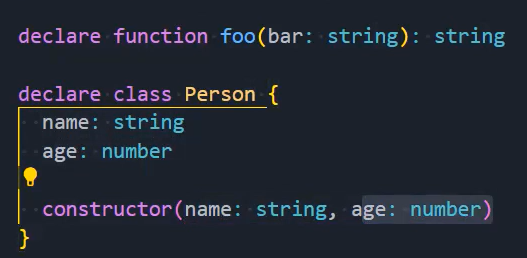 declare function foo(bar: string): string
declare class Person {
name: string
age: number
constructor(name: string, age: number)
}